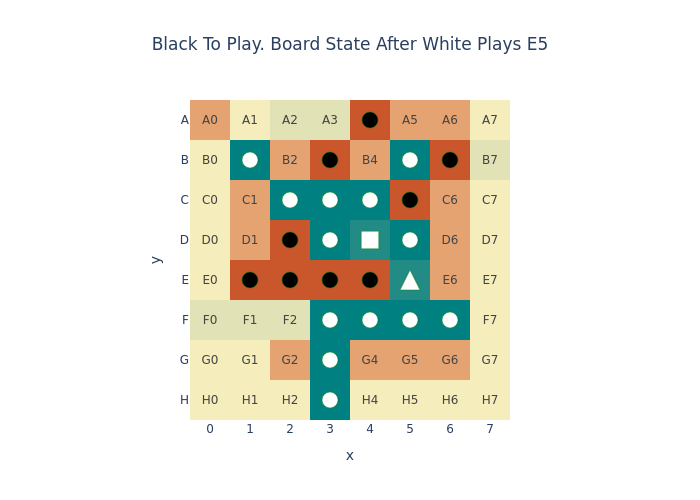 Black To Play. Board State After White Plays E5
A A0 A1 A2 A3 A5 A6 A7
B B0 B2 B4 B7
C C0 C1 C6 C7
D D0 D1 D6 D7
E E0 E6 E7
F F0 F1 F2 F7
G G0 G1 G2 G4 G5 G6 G7
H H0 H1 H2 H4 H5 H6 H7
0 1 2 3 4 5 6 7
x
y